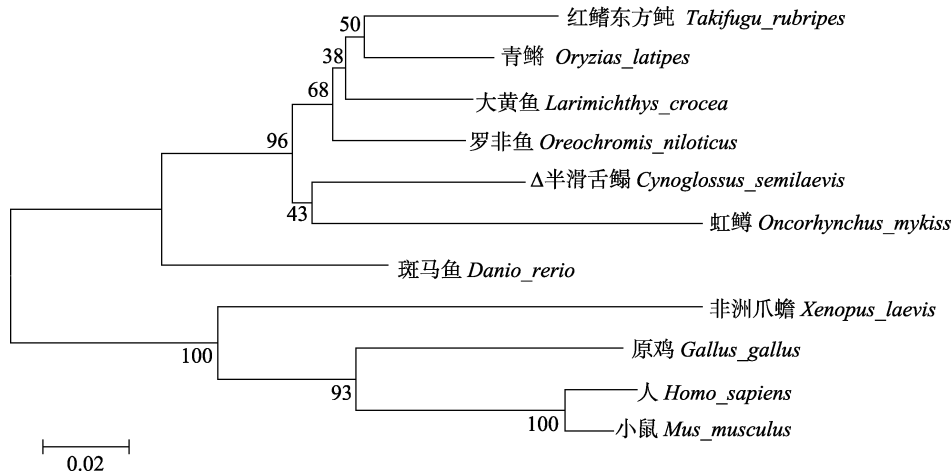 50
红鳍东方鲀 Takifugu_rubripes
38
青鳉 Oryzias_latipes
68
大黄鱼 Larimichthys_crocea
96
罗非鱼 Oreochromis_niloticus
Δ半滑舌鳎 Cynoglossus_semilaevis
43
虹鳟 Oncorhynchus_mykiss
斑马鱼 Danio_rerio
非洲爪蟾 Xenopus_laevis
100
原鸡 Gallus_gallus
93
人 Homo_sapiens
100
小鼠 Mus_musculus
0.02